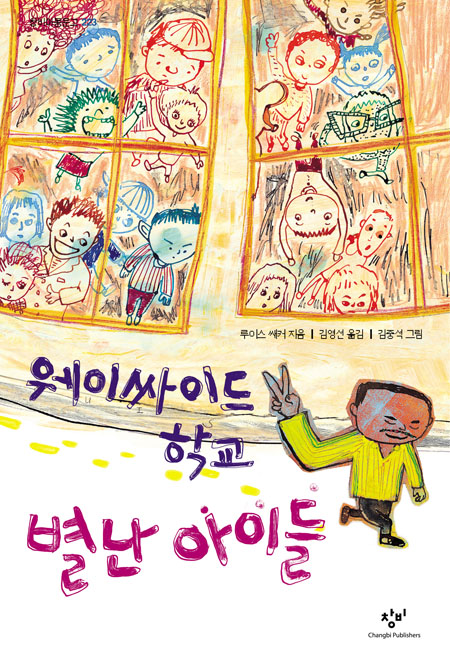 창비아동문고 223
루이스 쌔커 지음 | 김영선 옮김 | 김중석 그림
웨이싸이드
학교
별난 아이들
창비
Changbi Publishers